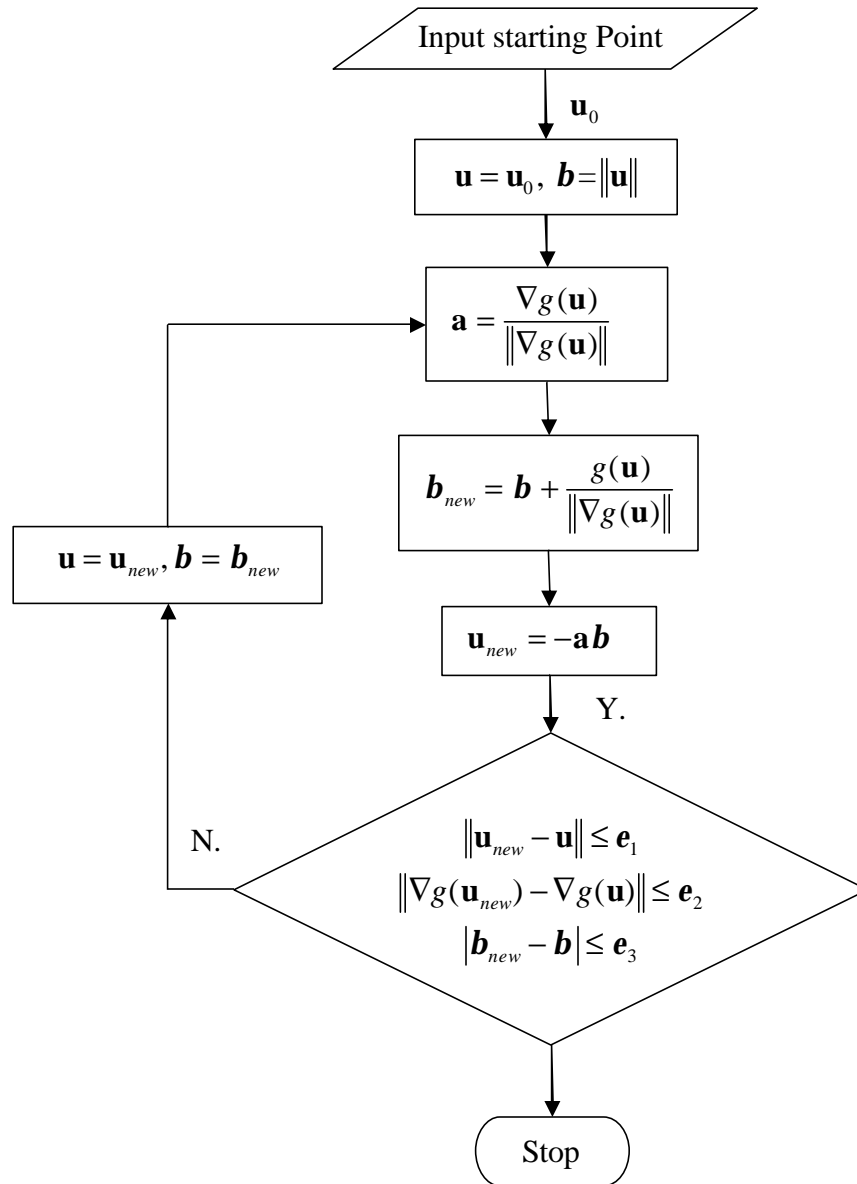 Input starting Point
u₀
u = u₀, b = ‖u‖
a = ∇g(u) / ‖∇g(u)‖
b_new = b + g(u) / ‖∇g(u)‖
u = u_new, b = b_new
u_new = −ab
Y.
N.
‖u_new − u‖ ≤ e₁
‖∇g(u_new) − ∇g(u)‖ ≤ e₂
|b_new − b| ≤ e₃
Stop